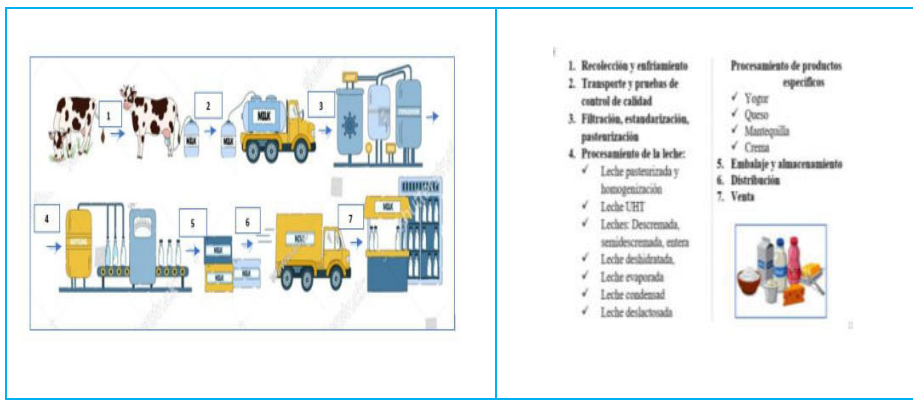 1
2
3
MILK
MILK
MILK
MILK
4
5
6
7
MILK
MILK
MILK
MILK
1. Recolección y enfriamiento
2. Transporte y pruebas de
control de calidad
3. Filtración, estandarización,
pasteurización
4. Procesamiento de la leche:
✓ Leche pasteurizada y
homogenización
✓ Leche UHT
✓ Leches: Descremada,
semidescremada, entera
✓ Leche deshidratada,
✓ Leche evaporada
✓ Leche condensad
✓ Leche deslactosada
Procesamiento de productos
específicos
✓ Yogur
✓ Queso
✓ Mantequilla
✓ Crema
5. Embalaje y almacenamiento
6. Distribución
7. Venta